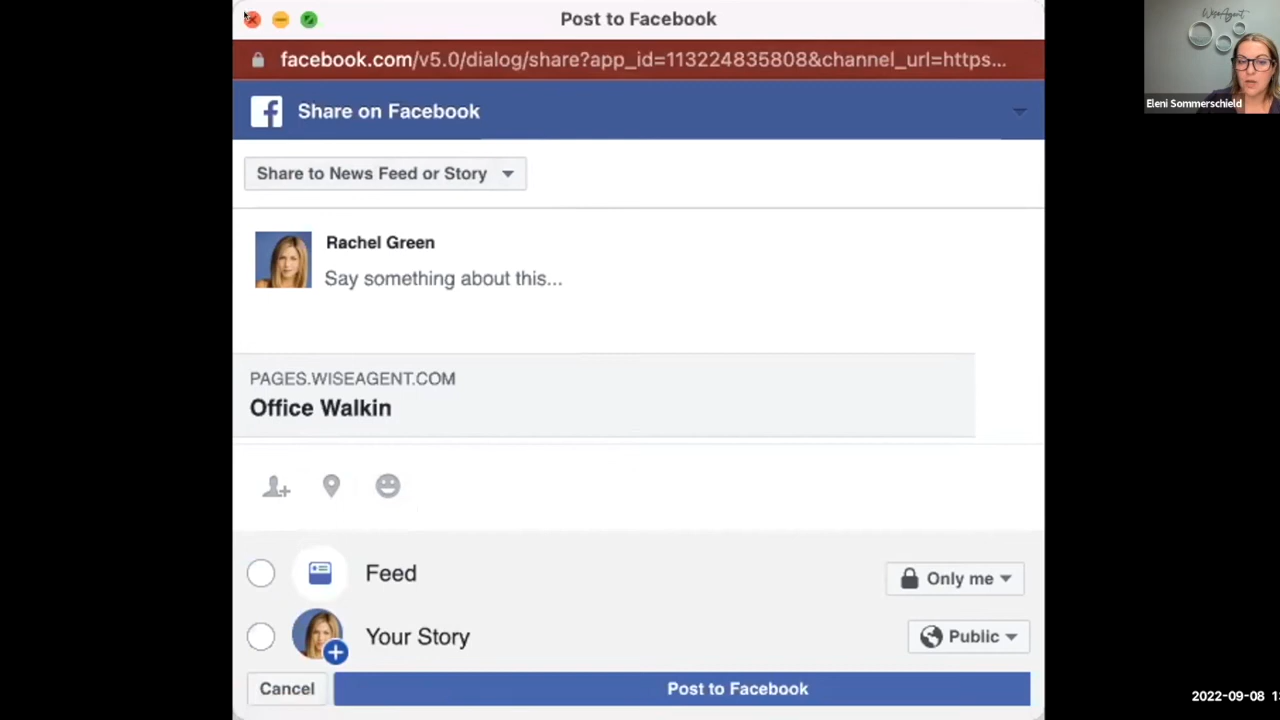 Post to Facebook
facebook.com/v5.0/dialog/share?app_id=113224835808&channel_url=https...
Share on Facebook
Share to News Feed or Story
Rachel Green
Say something about this...
PAGES.WISEAGENT.COM
Office Walkin
Feed
Only me
Your Story
Public
Cancel
Post to Facebook
WiseAgent
Eleni Sommerschield
2022-09-08